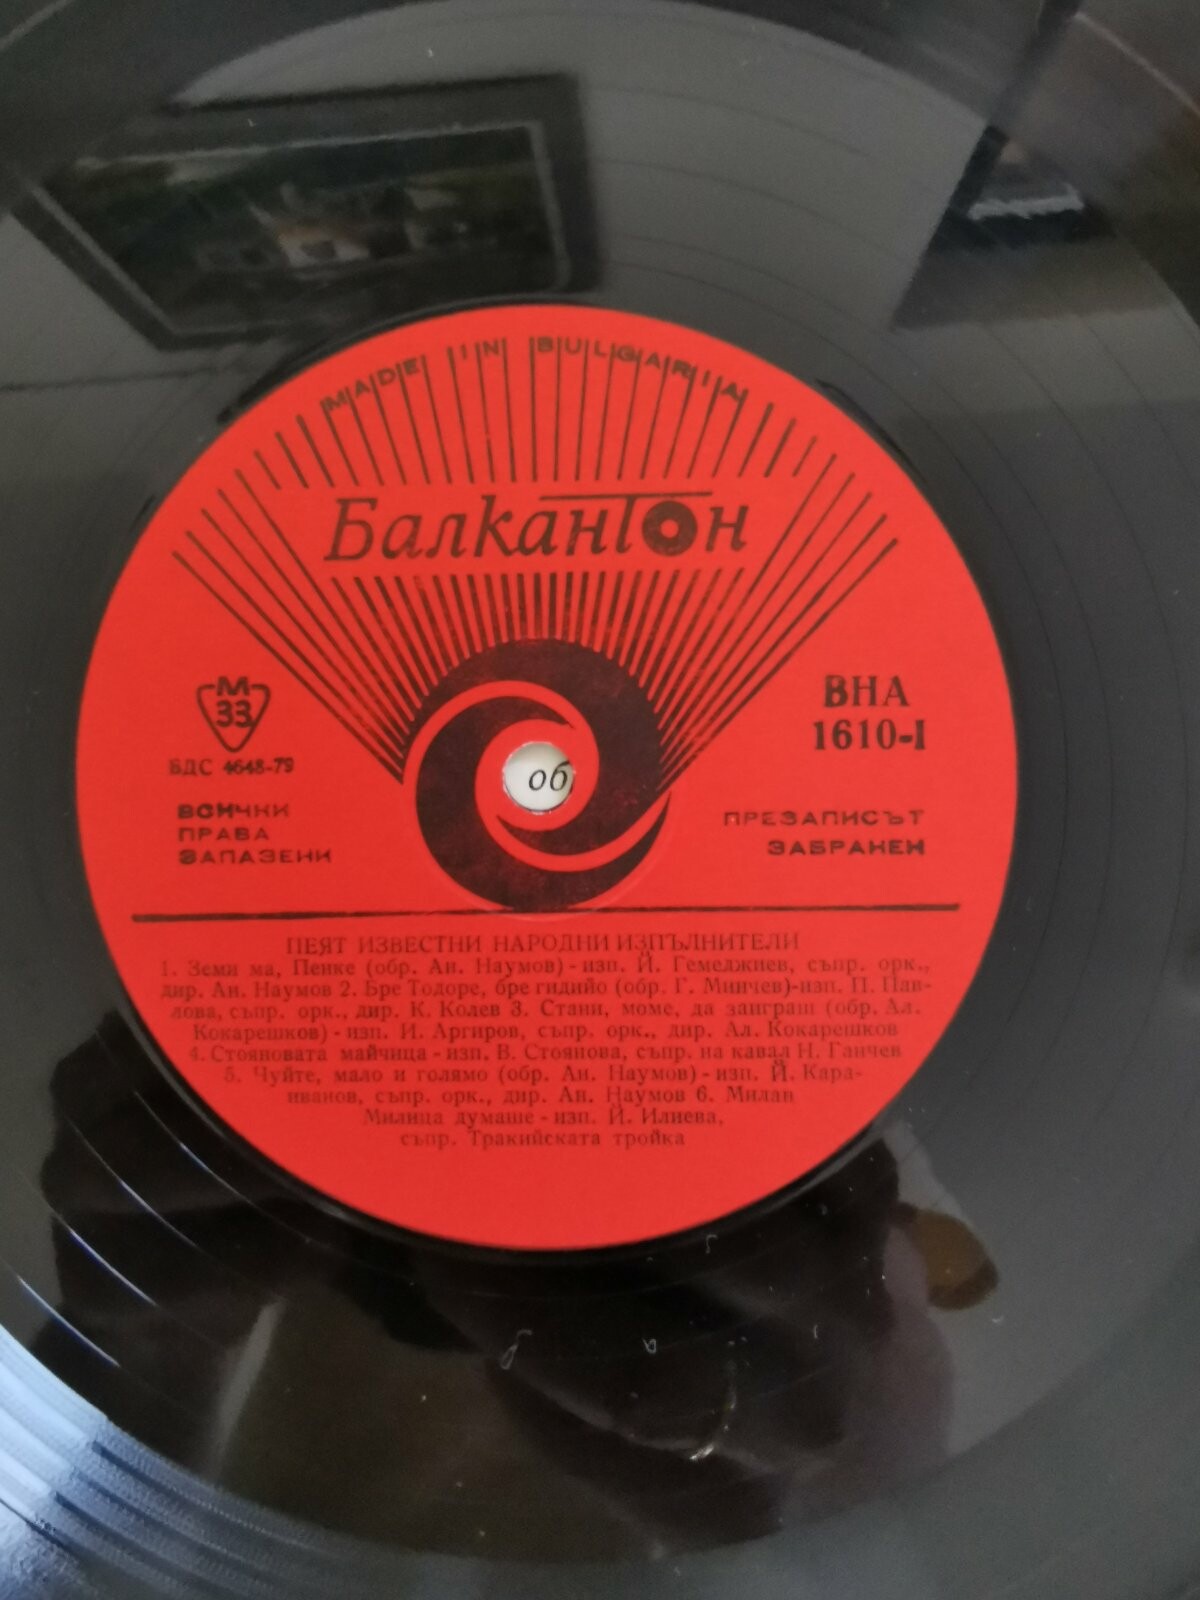 MADE IN BULGARIA
Балкантон
М
33
БДС 4648-79
ВСИЧКИ
ПРАВА
ЗАПАЗЕНИ
ВНА
1610-I
ПРЕЗАПИСЪТ
ЗАБРАНЕН
об
ПЕЯТ ИЗВЕСТНИ НАРОДНИ ИЗПЪЛНИТЕЛИ
1. Земи ма, Пенке (обр. Ан. Наумов) - изп. Й. Гемеджиев, съпр. орк.,
дир. Ан. Наумов 2. Бре Тодоре, бре гидийо (обр. Г. Минчев)-изп. П. Пав-
лова, съпр. орк., дир. К. Колев 3. Стани, моме, да заиграш (обр. Ал.
Кокарешков) - изп. И. Аргиров, съпр. орк., дир. Ал. Кокарешков
4. Стояновата майчица - изп. В. Стоянова, съпр. на кавал Н. Ганчев
5. Чуйте, мало и голямо (обр. Ан. Наумов) - изп. Й. Кара-
иванов, съпр. орк., дир. Ан. Наумов 6. Милан
Милица думаше - изп. Й. Илиева,
съпр. Тракийската тройка